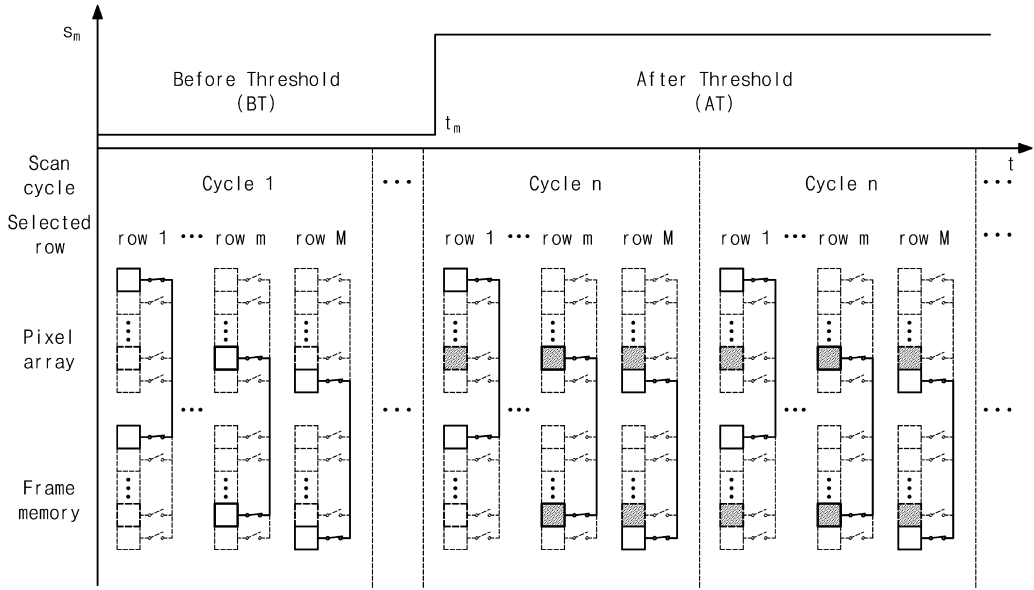 s_m
Before Threshold
(BT)
After Threshold
(AT)
t_m
t
Scan
cycle
Cycle 1
•••
Cycle n
Cycle n
•••
Selected
row
row 1 ••• row m row M
row 1 ••• row m row M
row 1 ••• row m row M
•••
Pixel
array
•••
•••
•••
•••
•••
Frame
memory